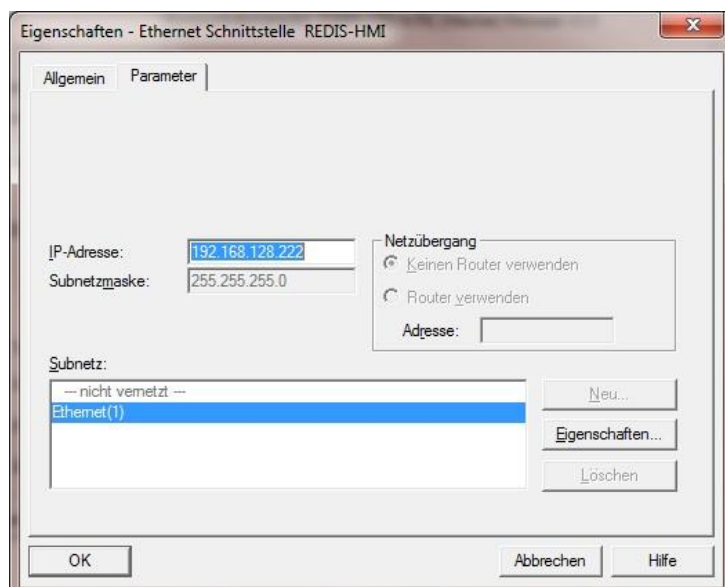 Eigenschaften - Ethernet Schnittstelle REDIS-HMI
Allgemein
Parameter
IP-Adresse:
192.168.128.222
Subnetzmaske:
255.255.255.0
Netzübergang
Keinen Router verwenden
Router verwenden
Adresse:
Subnetz:
--- nicht vernetzt ---
Ethernet(1)
Neu...
Eigenschaften...
Löschen
OK
Abbrechen
Hilfe